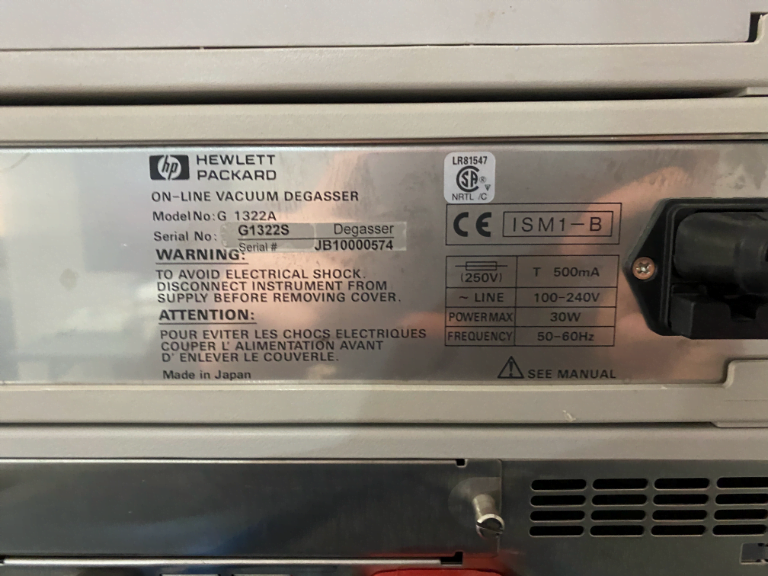 hp HEWLETT
PACKARD
ON-LINE VACUUM DEGASSER
Model No: G 1322A
Serial No:
G1322S Degasser
Serial # JB10000574
WARNING:
TO AVOID ELECTRICAL SHOCK.
DISCONNECT INSTRUMENT FROM
SUPPLY BEFORE REMOVING COVER.
ATTENTION:
POUR EVITER LES CHOCS ELECTRIQUES
COUPER L' ALIMENTATION AVANT
D' ENLEVER LE COUVERLE.
Made in Japan
LR81547
SA ®
NRTL /C
CE ISM1-B
(250V) T 500mA
~ LINE 100-240V
POWER MAX 30W
FREQUENCY 50-60Hz
! SEE MANUAL